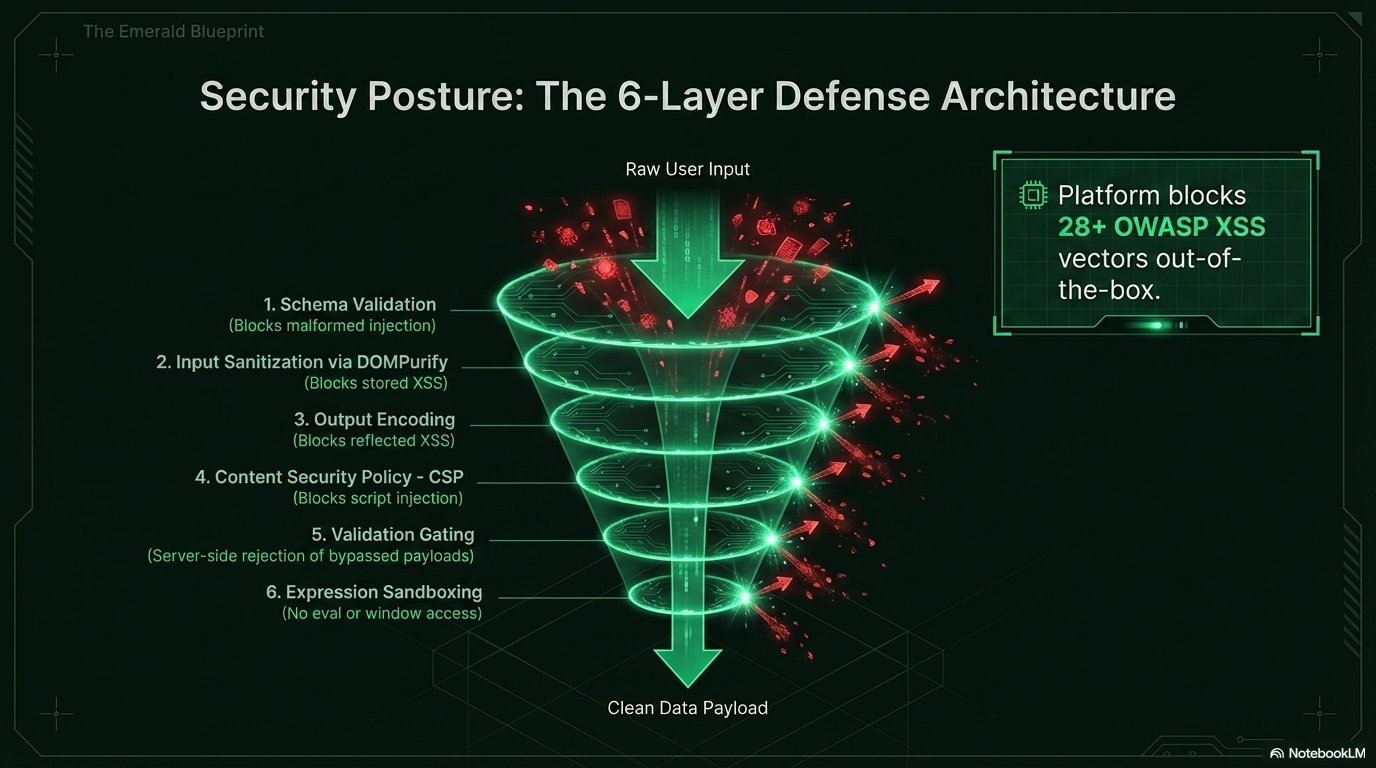 The Emerald Blueprint
Security Posture: The 6-Layer Defense Architecture
Raw User Input
Platform blocks
28+ OWASP XSS
vectors out-of-
the-box.
1. Schema Validation
(Blocks malformed injection)
2. Input Sanitization via DOMPurify
(Blocks stored XSS)
3. Output Encoding
(Blocks reflected XSS)
4. Content Security Policy - CSP
(Blocks script injection)
5. Validation Gating
(Server-side rejection of bypassed payloads)
6. Expression Sandboxing
(No eval or window access)
Clean Data Payload
NotebookLM